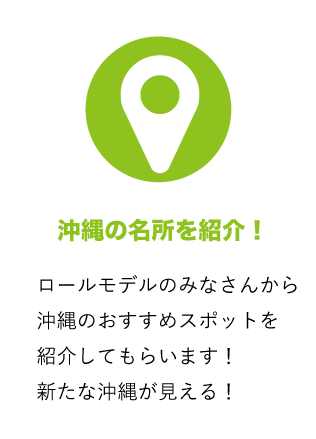 沖縄の名所を紹介！
ロールモデルのみなさんから
沖縄のおすすめスポットを
紹介してもらいます！
新たな沖縄が見える！